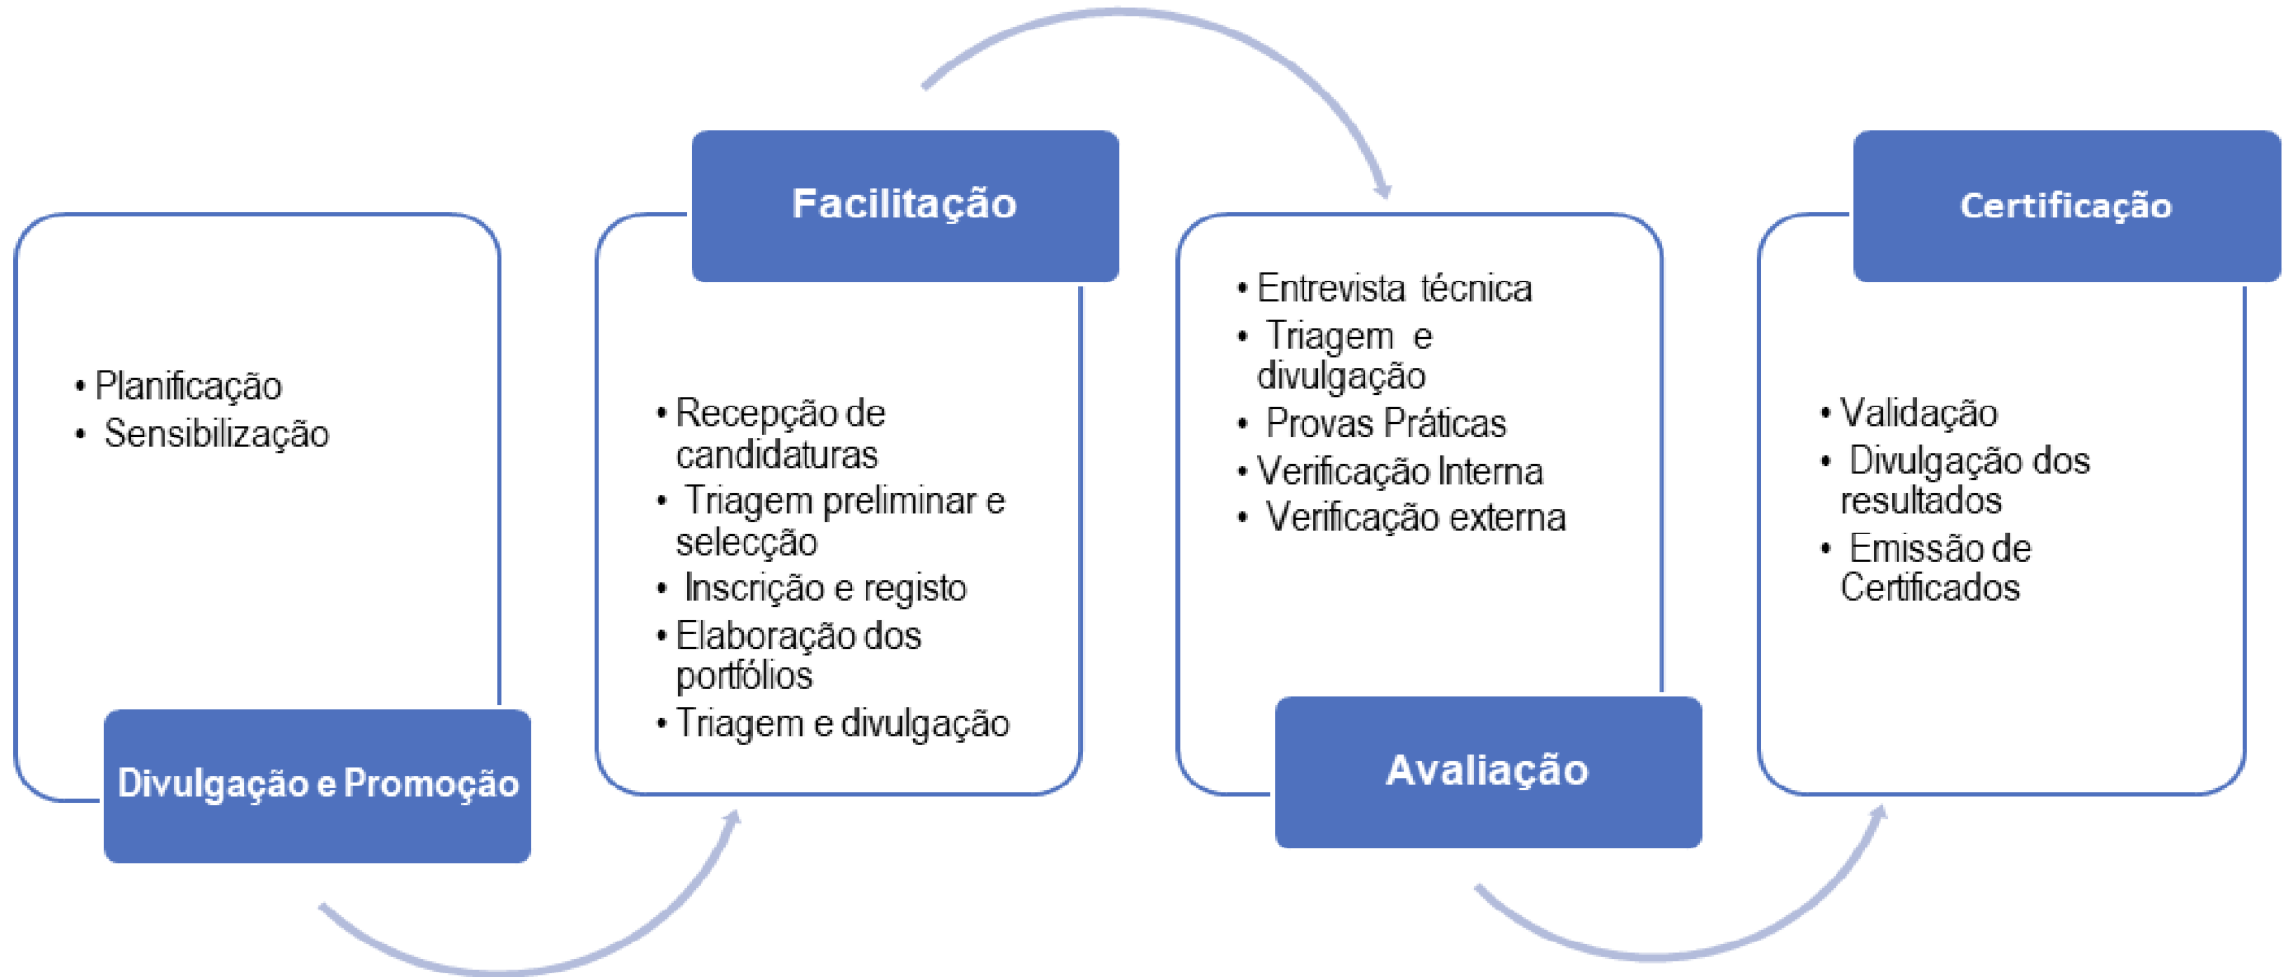 • Planificação
• Sensibilização
Divulgação e Promoção
Facilitação
• Recepção de
candidaturas
• Triagem preliminar e
selecção
• Inscrição e registo
• Elaboração dos
portfólios
• Triagem e divulgação
• Entrevista técnica
• Triagem e
divulgação
• Provas Práticas
• Verificação Interna
• Verificação externa
Avaliação
Certificação
• Validação
• Divulgação dos
resultados
• Emissão de
Certificados